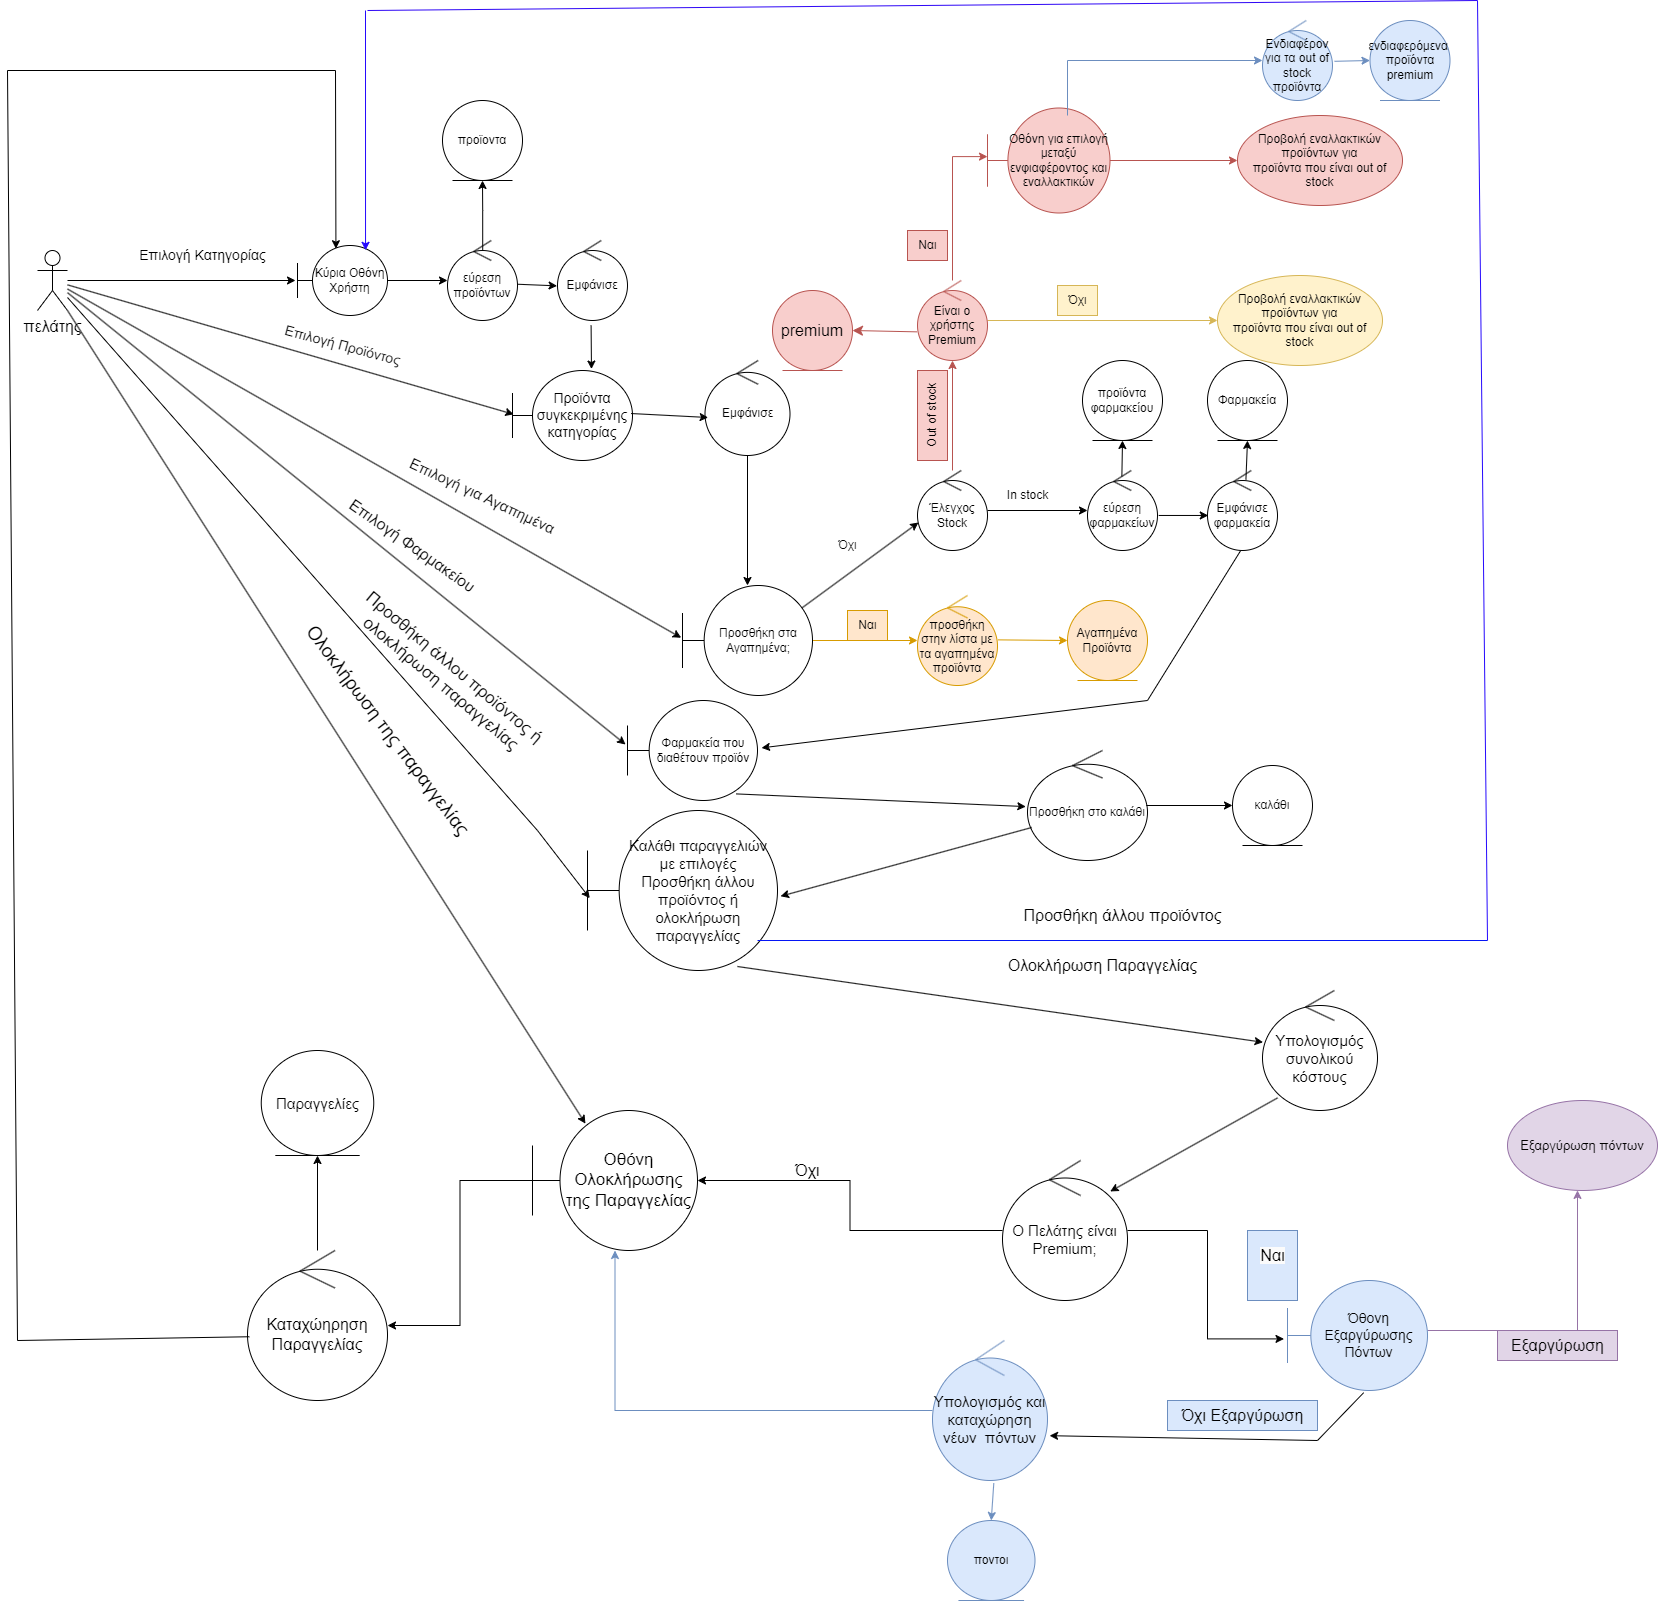 Ενδιαφέρον
για τα out of
stock
προϊόντα
ενδιαφερόμενα
προϊόντα
premium
προϊοντα
Οθόνη για επιλογή
μεταξύ
ενφιαφέροντος και
εναλλακτικών
Προβολή εναλλακτικών
προϊόντων για
προϊόντα που είναι out of
stock
Ναι
Επιλογή Κατηγορίας
Κύρια Οθόνη
Χρήστη
εύρεση
προϊόντων
Εμφάνισε
πελάτης
Επιλογή Προϊόντος
premium
Είναι ο
χρήστης
Premium
Όχι
Προβολή εναλλακτικών
προϊόντων για
προϊόντα που είναι out of
stock
Προϊόντα
συγκεκριμένης
κατηγορίας
Εμφάνισε
Out of stock
προϊόντα
φαρμακείου
Φαρμακεία
Επιλογή για Αγαπημένα
Έλεγχος
Stock
In stock
εύρεση
φαρμακείων
Εμφάνισε
φαρμακεία
Επιλογή Φαρμακείου
Όχι
Προσθήκη στα
Αγαπημένα;
Ναι
προσθήκη
στην λίστα με
τα αγαπημένα
προϊόντα
Αγαπημένα
Προϊόντα
Προσθήκη άλλου προϊόντος ή
ολοκλήρωση παραγγελίας
Ολοκλήρωση της παραγγελίας
Φαρμακεία που
διαθέτουν προϊόν
Προσθήκη στο καλάθι
καλάθι
Καλάθι παραγγελιών
με επιλογές
Προσθήκη άλλου
προϊόντος ή
ολοκλήρωση
παραγγελίας
Προσθήκη άλλου προϊόντος
Ολοκλήρωση Παραγγελίας
Υπολογισμός
συνολικού
κόστους
Παραγγελίες
Οθόνη
Ολοκλήρωσης
της Παραγγελίας
Όχι
Ο Πελάτης είναι
Premium;
Ναι
Εξαργύρωση πόντων
Καταχώηρηση
Παραγγελίας
Όθονη
Εξαργύρωσης
Πόντων
Εξαργύρωση
Όχι Εξαργύρωση
Υπολογισμός και
καταχώρηση
νέων πόντων
ποντοι